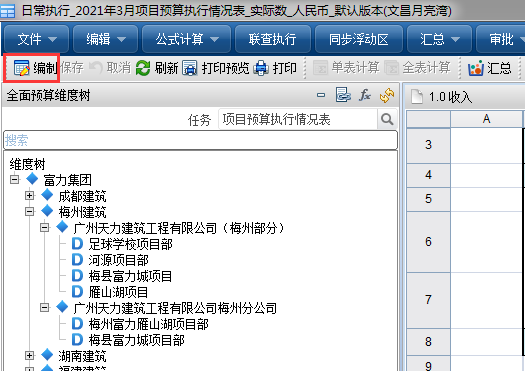 日常执行_2021年3月项目预算执行情况表_实际数_人民币_默认版本(文昌月亮湾)
文件 编辑 公式计算 联查执行 同步浮动区 汇总 审批
编制 保存 取消 刷新 打印预览 打印 单表计算 全表计算 汇总
全面预算维度树
1.0收入
任务 项目预算执行情况表
A
搜索
3
维度树
富力集团
4
成都建筑
5
梅州建筑
广州天力建筑工程有限公司（梅州部分）
足球学校项目部
6
河源项目部
梅县富力城项目
7
雁山湖项目
广州天力建筑工程有限公司梅州分公司
梅州富力雁山湖项目部
8
梅县富力城项目部
湖南建筑
9
福建建筑